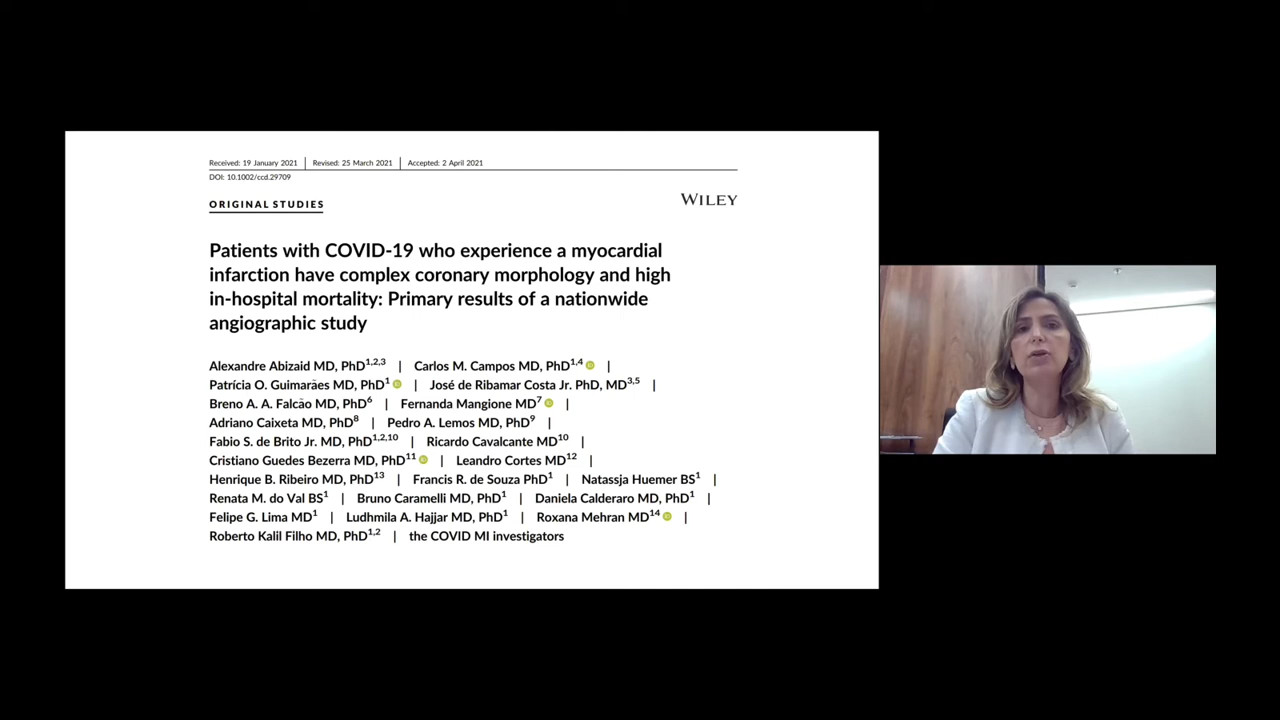 Received: 19 January 2021 | Revised: 25 March 2021 | Accepted: 2 April 2021
DOI: 10.1002/ccd.29709
ORIGINAL STUDIES
WILEY
Patients with COVID-19 who experience a myocardial
infarction have complex coronary morphology and high
in-hospital mortality: Primary results of a nationwide
angiographic study
Alexandre Abizaid MD, PhD1,2,3 | Carlos M. Campos MD, PhD1,4 |
Patrícia O. Guimarães MD, PhD1 | José de Ribamar Costa Jr. PhD, MD3,5 |
Breno A. A. Falcão MD, PhD6 | Fernanda Mangione MD7 |
Adriano Caixeta MD, PhD8 | Pedro A. Lemos MD, PhD9 |
Fabio S. de Brito Jr. MD, PhD1,2,10 | Ricardo Cavalcante MD10 |
Cristiano Guedes Bezerra MD, PhD11 | Leandro Cortes MD12 |
Henrique B. Ribeiro MD, PhD13 | Francis R. de Souza PhD1 | Natassja Huemer BS1 |
Renata M. do Val BS1 | Bruno Caramelli MD, PhD1 | Daniela Calderaro MD, PhD1 |
Felipe G. Lima MD1 | Ludhmila A. Hajjar MD, PhD1 | Roxana Mehran MD14 |
Roberto Kalil Filho MD, PhD1,2 | the COVID MI investigators